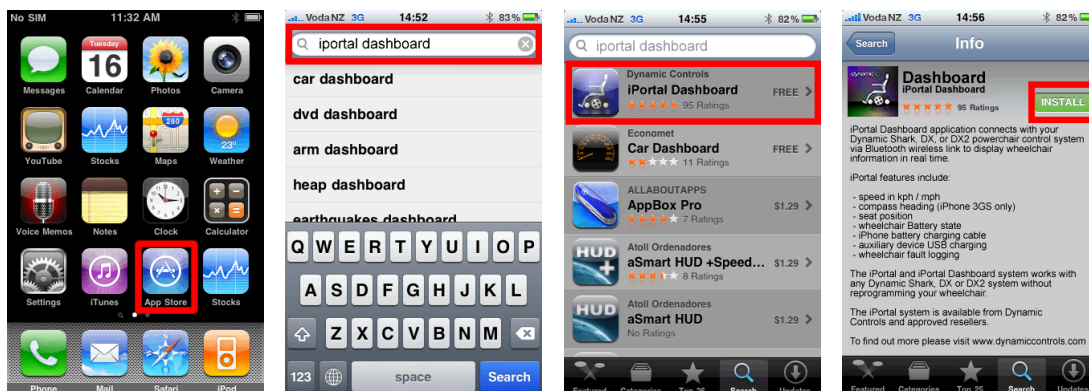 No SIM 11:32 AM
Messages Calendar Photos Camera
Tuesday
16
280
23°
YouTube Stocks Maps Weather
Voice Memos Notes Clock Calculator
Settings iTunes App Store Stocks
Phone Mail Safari iPod
Voda NZ 3G 14:52 83%
iportal dashboard
car dashboard
dvd dashboard
arm dashboard
heap dashboard
earthquakes dashboard
Q W E R T Y U I O P
A S D F G H J K L
Z X C V B N M
123 space Search
Voda NZ 3G 14:55 82%
iportal dashboard
Dynamic Controls
iPortal Dashboard FREE
95 Ratings
Economet
Car Dashboard FREE
11 Ratings
ALLABOUTAPPS
AppBox Pro $1.29
7 Ratings
Atoll Ordenadores
HUD
aSmart HUD +Speed... $1.29
8 Ratings
Atoll Ordenadores
HUD
aSmart HUD $1.29
No Ratings
Featured Categories Top 25 Search Updates
Voda NZ 3G 14:56 82%
Search Info
dynamic
Dashboard
iPortal Dashboard
95 Ratings
INSTALL
iPortal Dashboard application connects with your
Dynamic Shark, DX, or DX2 powerchair control system
via Bluetooth wireless link to display wheelchair
information in real time.
iPortal features include:
- speed in kph / mph
- compass heading (iPhone 3GS only)
- seat position
- wheelchair Battery state
- iPhone battery charging cable
- auxiliary device USB charging
- wheelchair fault logging
The iPortal and iPortal Dashboard system works with
any Dynamic Shark, DX or DX2 system without
reprogramming your wheelchair.
The iPortal system is available from Dynamic
Controls and approved resellers.
To find out more please visit www.dynamiccontrols.com
Featured Categories Top 25 Search Updates